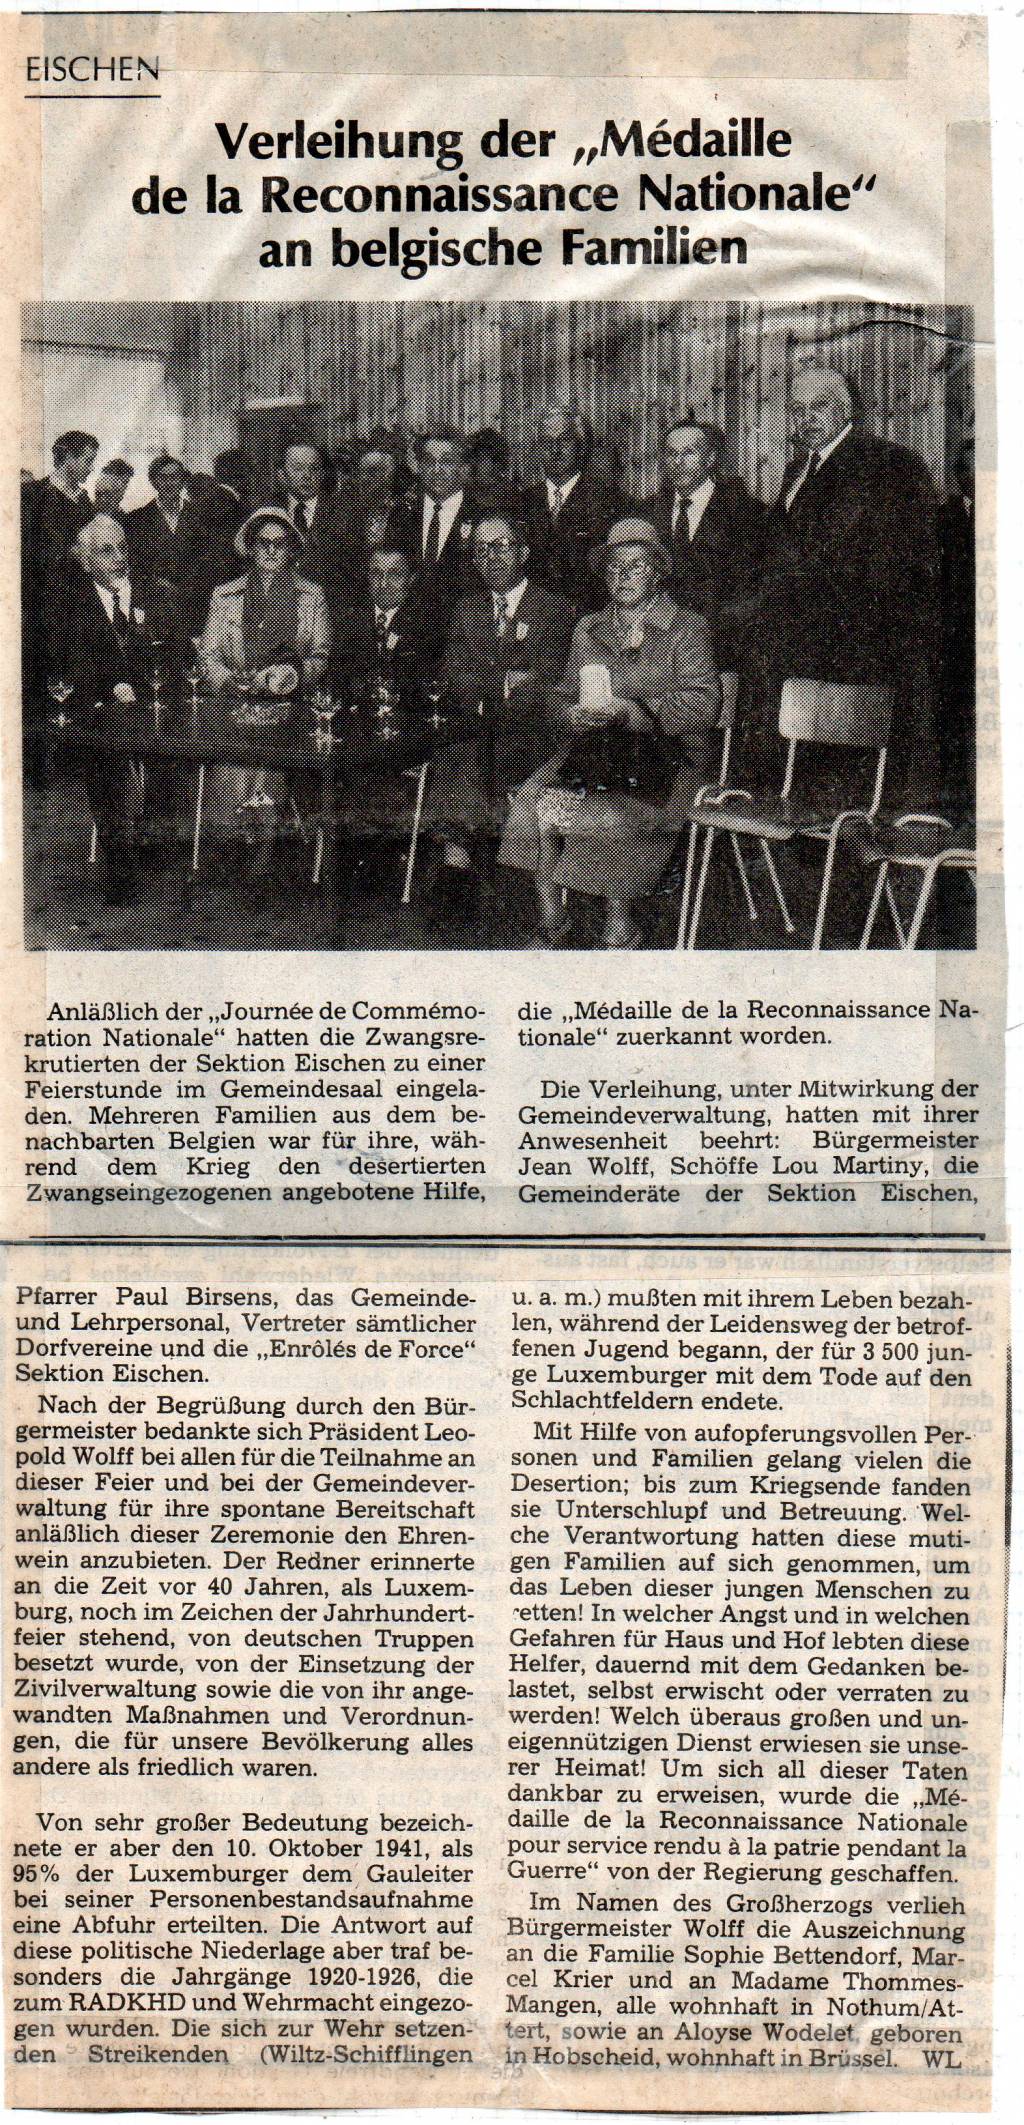 EISCHEN
Verleihung der „Médaille
de la Reconnaissance Nationale“
an belgische Familien
Anläßlich der „Journée de Commémo-
ration Nationale“ hatten die Zwangsre-
krutierten der Sektion Eischen zu einer
Feierstunde im Gemeindesaal eingela-
den. Mehreren Familien aus dem be-
nachbarten Belgien war für ihre, wäh-
rend dem Krieg den desertierten
Zwangseingezogenen angebotene Hilfe,
die „Médaille de la Reconnaissance Na-
tionale“ zuerkannt worden.
Die Verleihung, unter Mitwirkung der
Gemeindeverwaltung, hatten mit ihrer
Anwesenheit beehrt: Bürgermeister
Jean Wolff, Schöffe Lou Martiny, die
Gemeinderäte der Sektion Eischen,
Pfarrer Paul Birsens, das Gemeinde-
und Lehrpersonal, Vertreter sämtlicher
Dorfvereine und die „Enrôlés de Force“
Sektion Eischen.
Nach der Begrüßung durch den Bür-
germeister bedankte sich Präsident Leo-
pold Wolff bei allen für die Teilnahme an
dieser Feier und bei der Gemeindever-
waltung für ihre spontane Bereitschaft
anläßlich dieser Zeremonie den Ehren-
wein anzubieten. Der Redner erinnerte
an die Zeit vor 40 Jahren, als Luxem-
burg, noch im Zeichen der Jahrhundert-
feier stehend, von deutschen Truppen
besetzt wurde, von der Einsetzung der
Zivilverwaltung sowie die von ihr ange-
wandten Maßnahmen und Verordnun-
gen, die für unsere Bevölkerung alles
andere als friedlich waren.
Von sehr großer Bedeutung bezeich-
nete er aber den 10. Oktober 1941, als
95% der Luxemburger dem Gauleiter
bei seiner Personenbestandsaufnahme
eine Abfuhr erteilten. Die Antwort auf
diese politische Niederlage aber traf be-
sonders die Jahrgänge 1920-1926, die
zum RADKHD und Wehrmacht eingezo-
gen wurden. Die sich zur Wehr setzen-
den Streikenden (Wiltz-Schifflingen
u. a. m.) mußten mit ihrem Leben bezah-
len, während der Leidensweg der betrof-
fenen Jugend begann, der für 3 500 jun-
ge Luxemburger mit dem Tode auf den
Schlachtfeldern endete.
Mit Hilfe von aufopferungsvollen Per-
sonen und Familien gelang vielen die
Desertion; bis zum Kriegsende fanden
sie Unterschlupf und Betreuung. Wel-
che Verantwortung hatten diese muti-
gen Familien auf sich genommen, um
das Leben dieser jungen Menschen zu
retten! In welcher Angst und in welchen
Gefahren für Haus und Hof lebten diese
Helfer, dauernd mit dem Gedanken be-
lastet, selbst erwischt oder verraten zu
werden! Welch überaus großen und un-
eigennützigen Dienst erwiesen sie unse-
rer Heimat! Um sich all dieser Taten
dankbar zu erweisen, wurde die „Mé-
daille de la Reconnaissance Nationale
pour service rendu à la patrie pendant la
Guerre“ von der Regierung geschaffen.
Im Namen des Großherzogs verlieh
Bürgermeister Wolff die Auszeichnung
an die Familie Sophie Bettendorf, Mar-
cel Krier und an Madame Thommes-
Mangen, alle wohnhaft in Nothum/At-
tert, sowie an Aloyse Wodelet, geboren
in Hobscheid, wohnhaft in Brüssel. WL